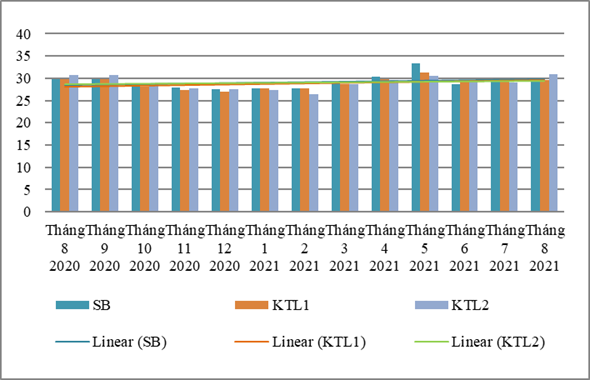 40
35
30
25
20
15
10
5
0
Tháng Tháng Tháng Tháng Tháng Tháng Tháng Tháng Tháng Tháng Tháng Tháng Tháng
8 9 10 11 12 1 2 3 4 5 6 7 8
2020 2020 2020 2020 2020 2021 2021 2021 2021 2021 2021 2021 2021
SB KTL1 KTL2
Linear (SB) Linear (KTL1) Linear (KTL2)